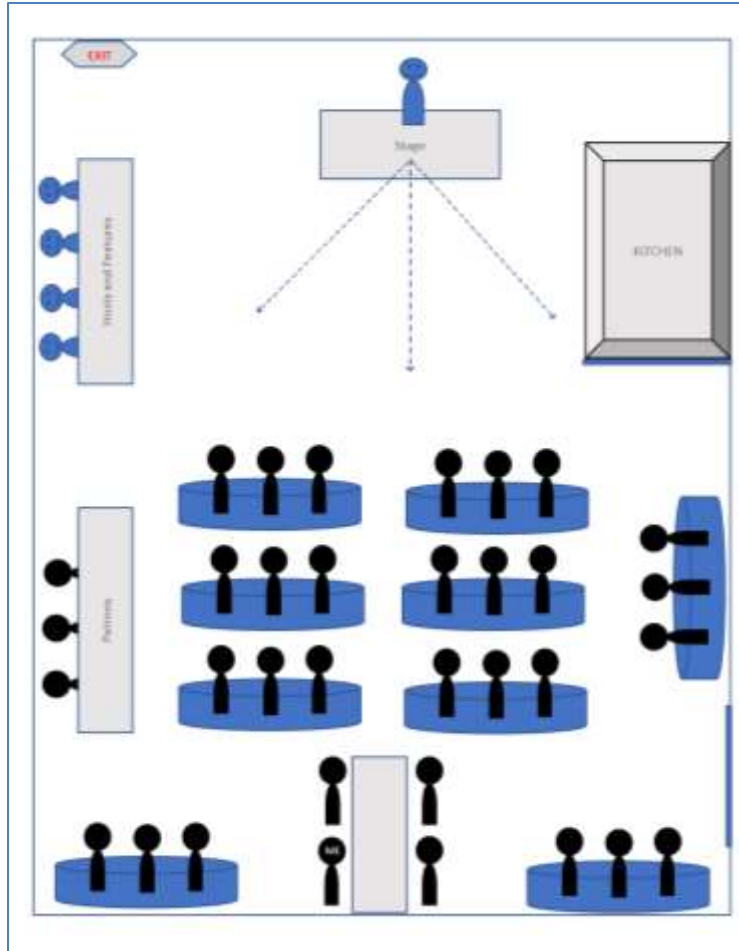 EXIT
Stage
Hosts and Features
KITCHEN
Patrons
ME